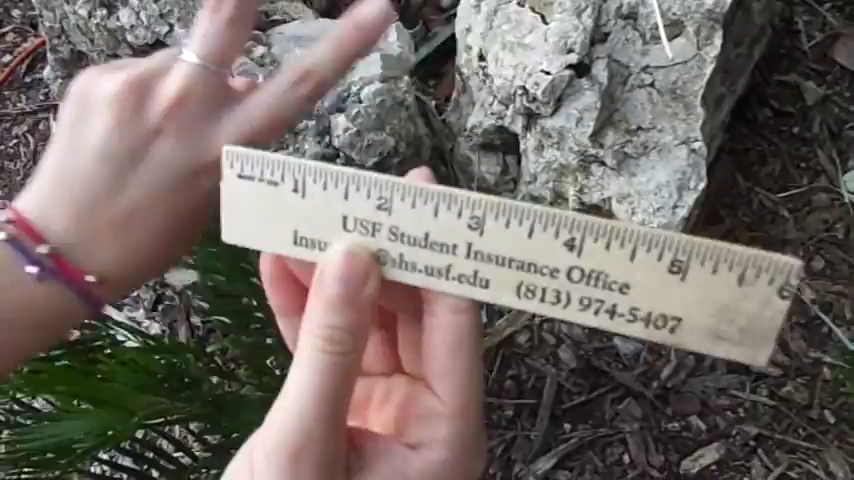 1 2 3 4 5 6
USF Student Insurance Office
@shs.usf.edu (813) 974-5407